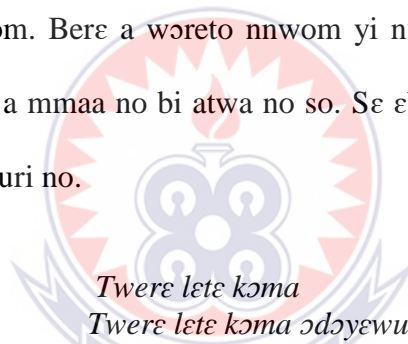 om. Berɛ a wɔreto nnwom yi n
a mmaa no bi atwa no so. Sɛ ɛ
uri no.
Twerɛ lɛtɛ kɔma
Twerɛ lɛtɛ kɔma ɔdɔyɛwu